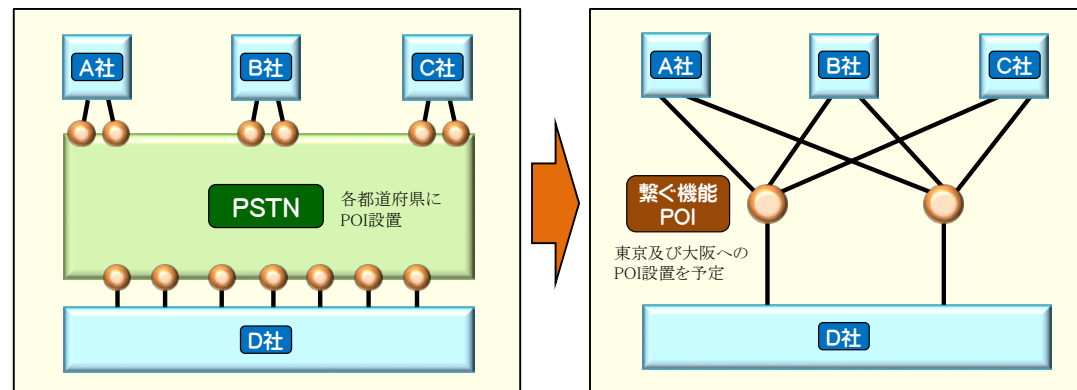 A社
B社
C社
PSTN
各都道府県に
POI設置
D社
A社
B社
C社
繋ぐ機能
POI
東京及び大阪への
POI設置を予定
D社